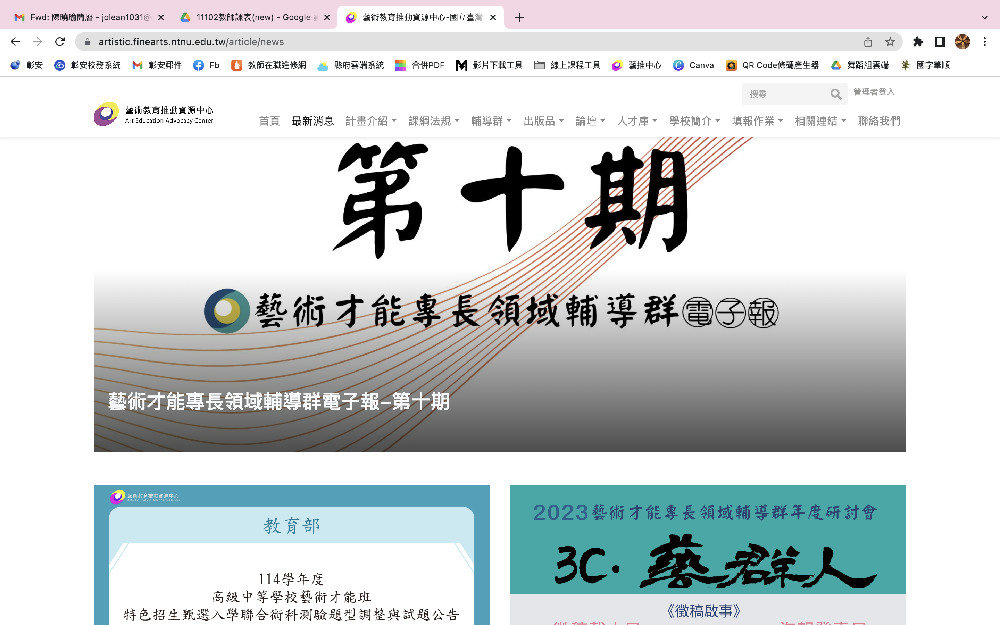 Fwd: 陳曉瑜簡曆 - jolean1031@
11102教師課表(new) - Google
藝術教育推動資源中心-國立臺灣
artistic.finearts.ntnu.edu.tw/article/news
彰安 彰安校務系統 彰安郵件 Fb 教師在職進修網 縣府雲端系統 合併PDF 影片下載工具 線上課程工具 藝推中心 Canva QR Code條碼產生器 舞蹈組雲端 國字筆順
搜尋 管理者登入
藝術教育推動資源中心
Art Education Advocacy Center
首頁 最新消息 計畫介紹 課綱法規 輔導群 出版品 論壇 人才庫 學校簡介 填報作業 相關連結 聯絡我們
第十期
藝術才能專長領域輔導群電子報
藝術才能專長領域輔導群電子報–第十期
藝術教育推動資源中心
Arts Education Advocacy Center
教育部
114學年度
高級中等學校藝術才能班
特色招生甄選入學聯合術科測驗題型調整與試題公告
2023藝術才能專長領域輔導群年度研討會
3C·藝群人
《徵稿啟事》